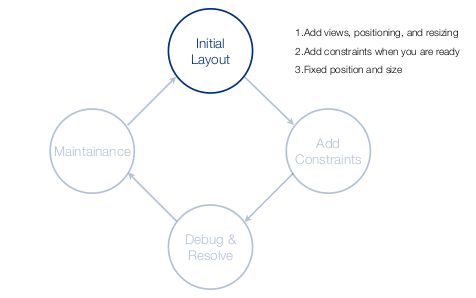 Initial
Layout
1.Add views, positioning, and resizing
2.Add constraints when you are ready
3.Fixed position and size
Maintainance
Add
Constraints
Debug &
Resolve